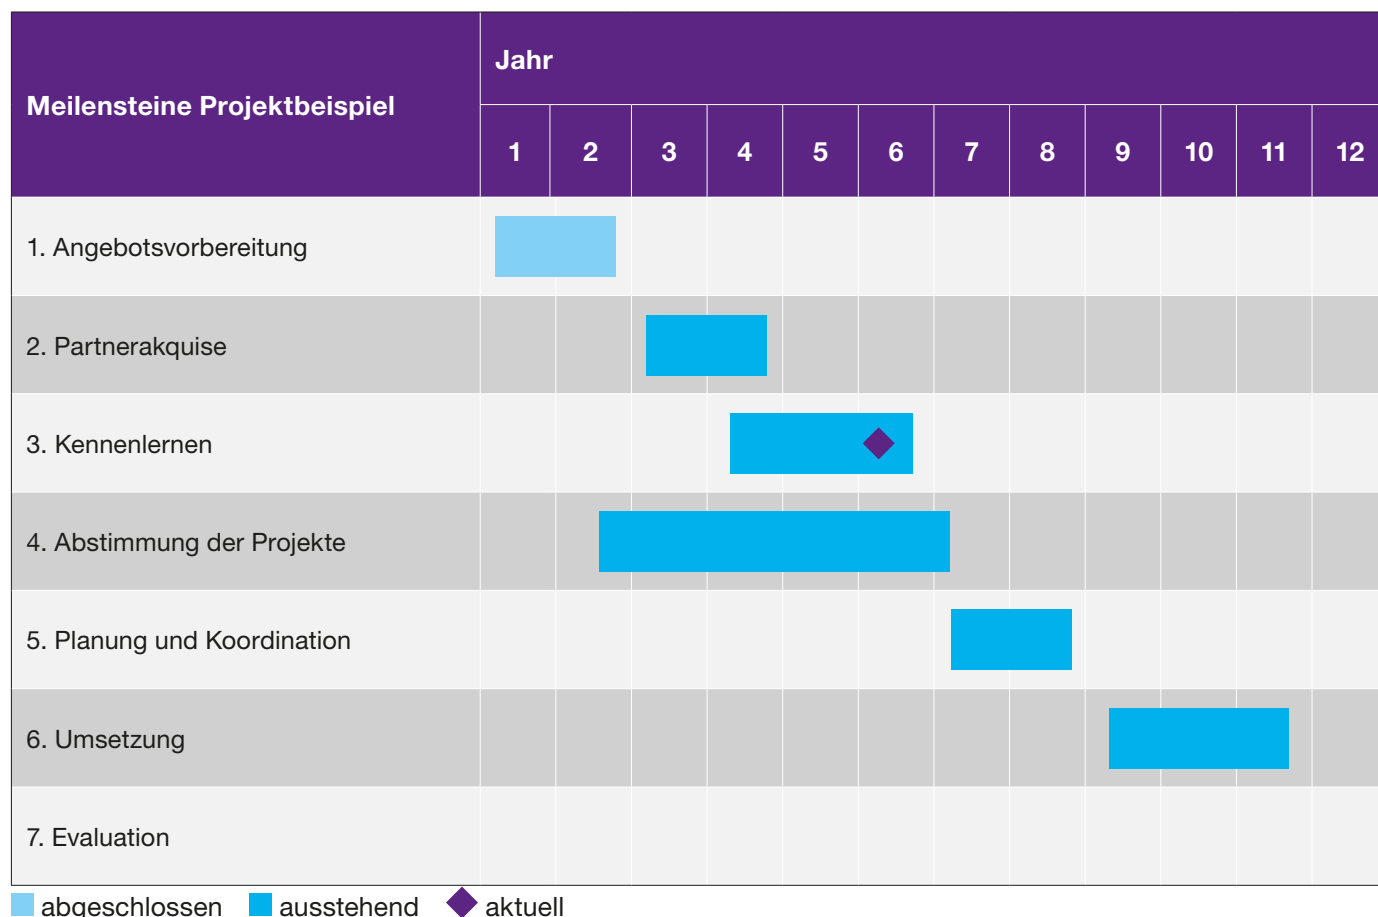 Meilensteine Projektbeispiel
Jahr
1 2 3 4 5 6 7 8 9 10 11 12
1. Angebotsvorbereitung
2. Partnerakquise
3. Kennenlernen
4. Abstimmung der Projekte
5. Planung und Koordination
6. Umsetzung
7. Evaluation
abgeschlossen ausstehend aktuell